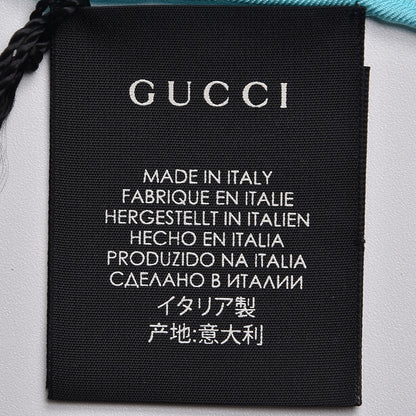 GUCCI
MADE IN ITALY
FABRIQUE EN ITALIE
HERGESTELLT IN ITALIEN
HECHO EN ITALIA
PRODUZIDO NA ITALIA
СДЕЛАНО В ИТАЛИИ
イタリア製
产地:意大利